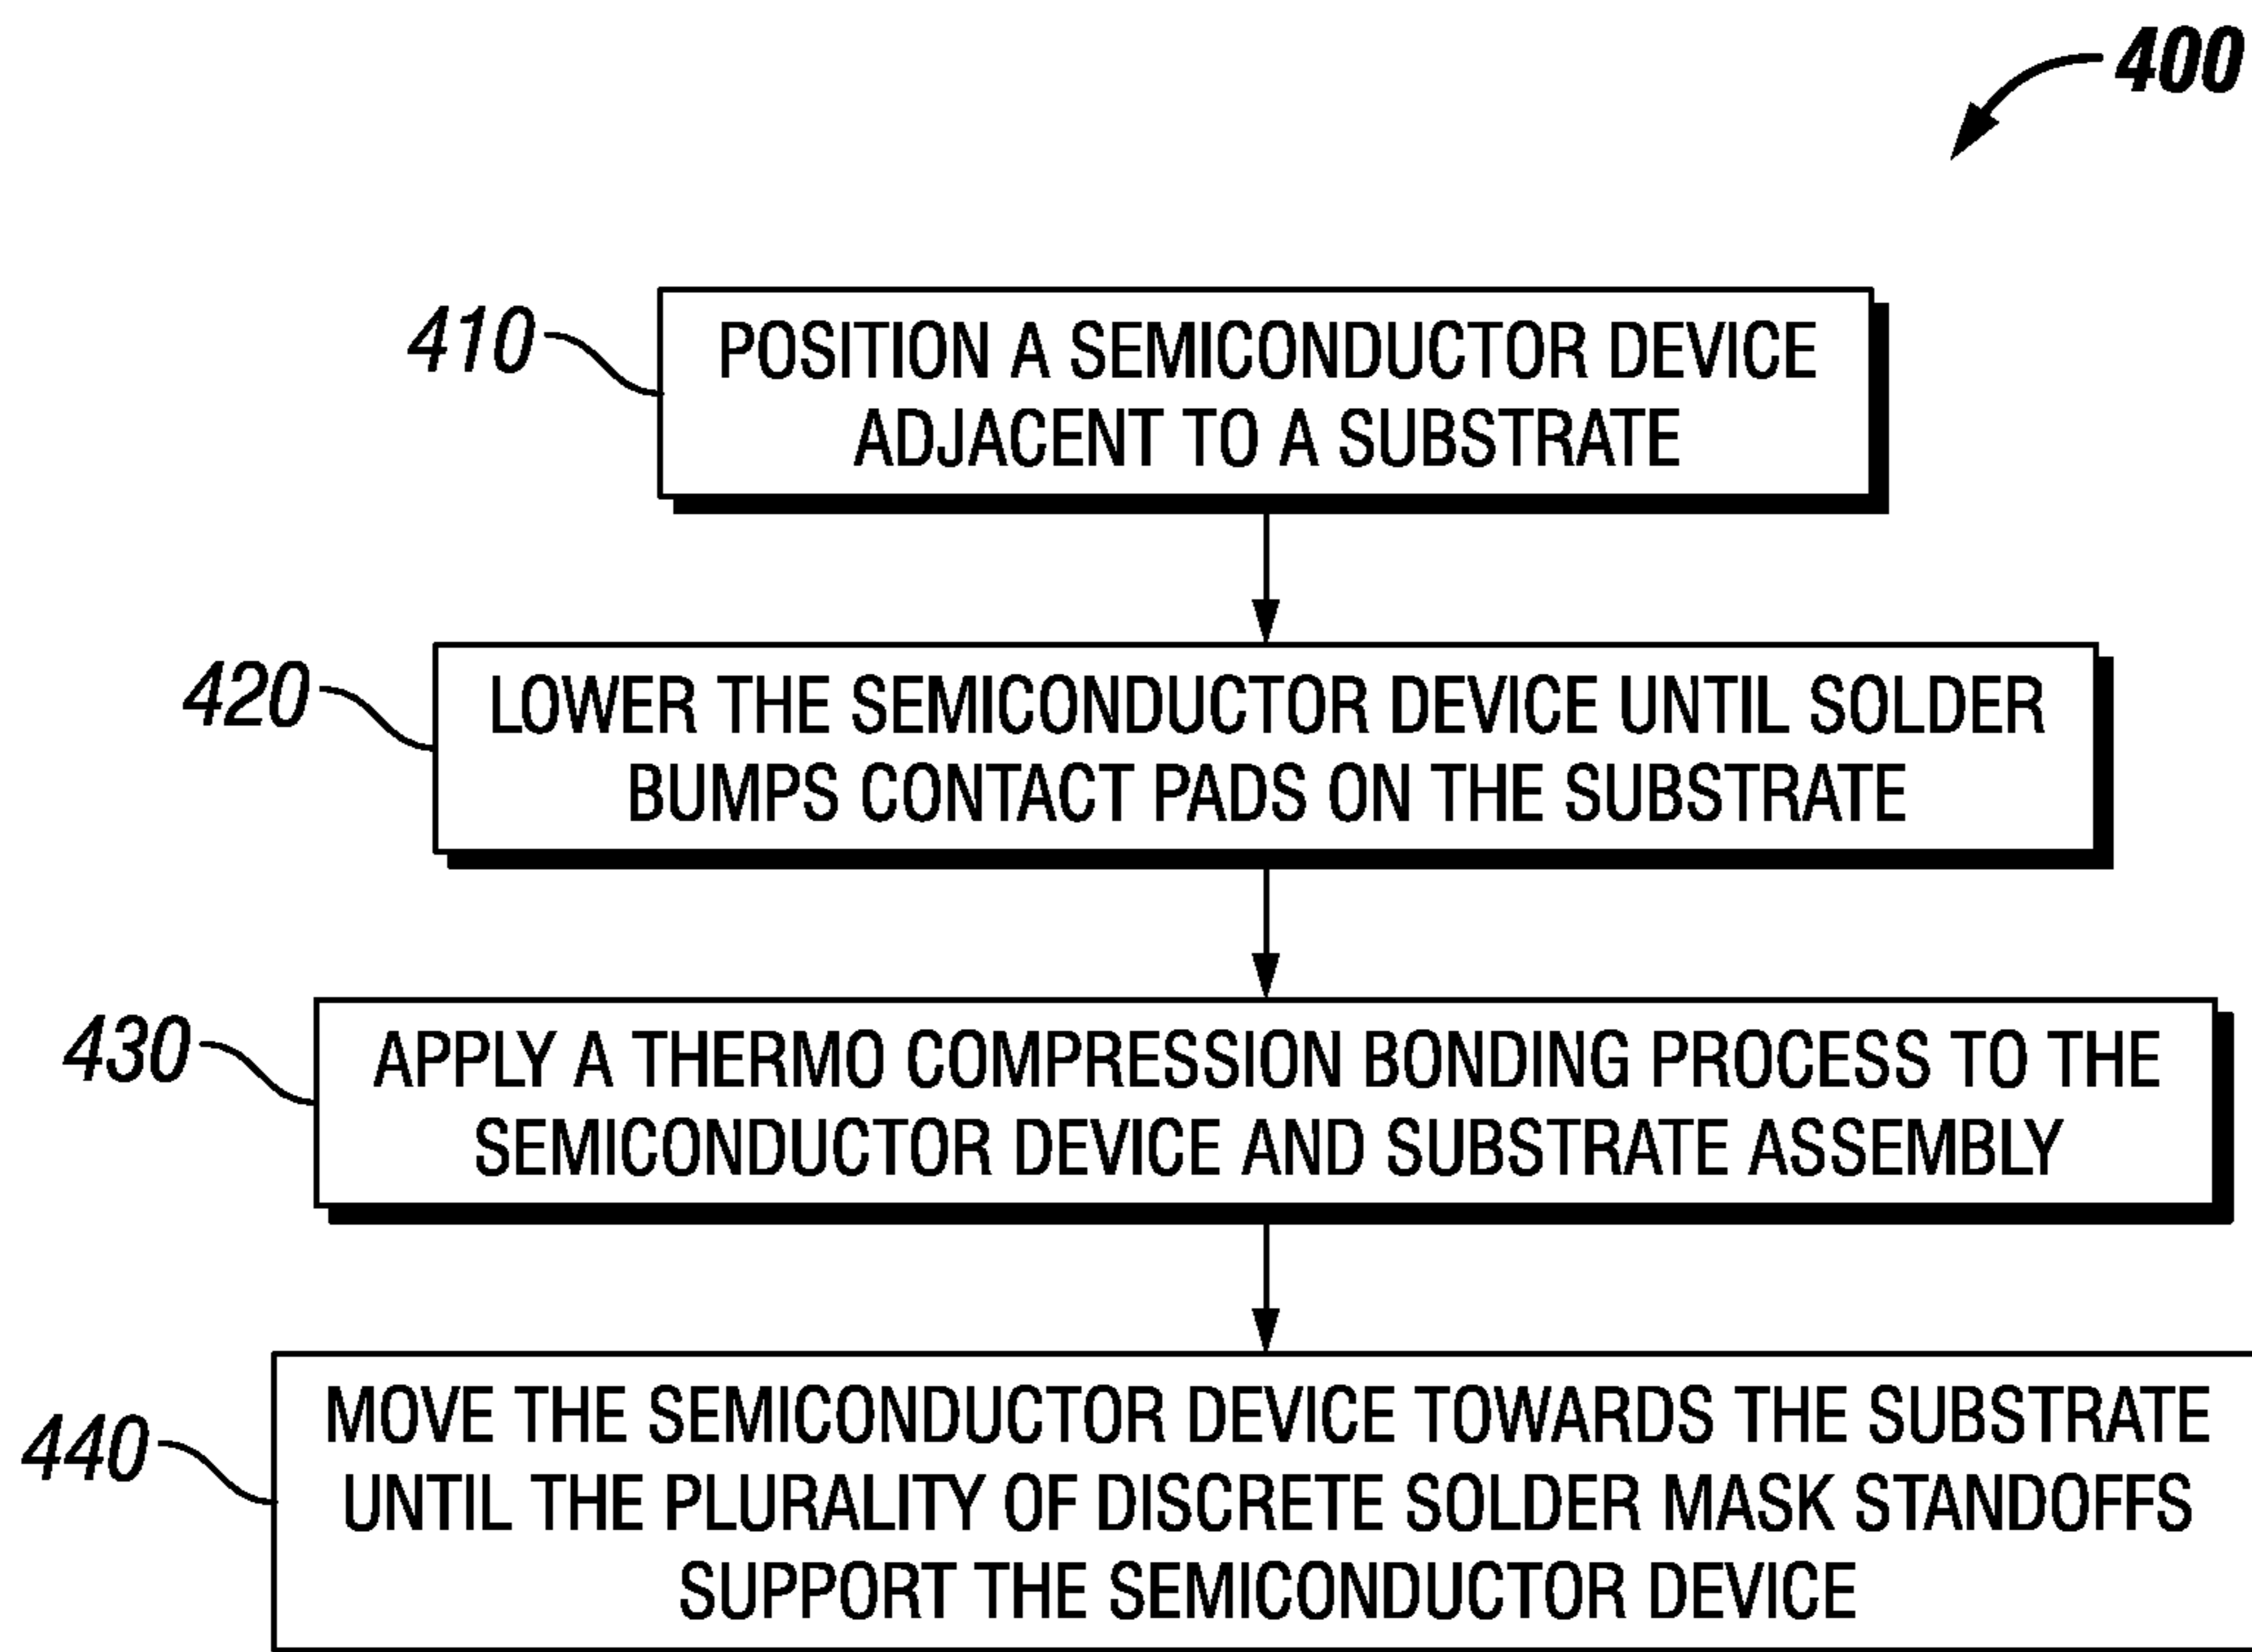 400
410
POSITION A SEMICONDUCTOR DEVICE
ADJACENT TO A SUBSTRATE
420
LOWER THE SEMICONDUCTOR DEVICE UNTIL SOLDER
BUMPS CONTACT PADS ON THE SUBSTRATE
430
APPLY A THERMO COMPRESSION BONDING PROCESS TO THE
SEMICONDUCTOR DEVICE AND SUBSTRATE ASSEMBLY
440
MOVE THE SEMICONDUCTOR DEVICE TOWARDS THE SUBSTRATE
UNTIL THE PLURALITY OF DISCRETE SOLDER MASK STANDOFFS
SUPPORT THE SEMICONDUCTOR DEVICE